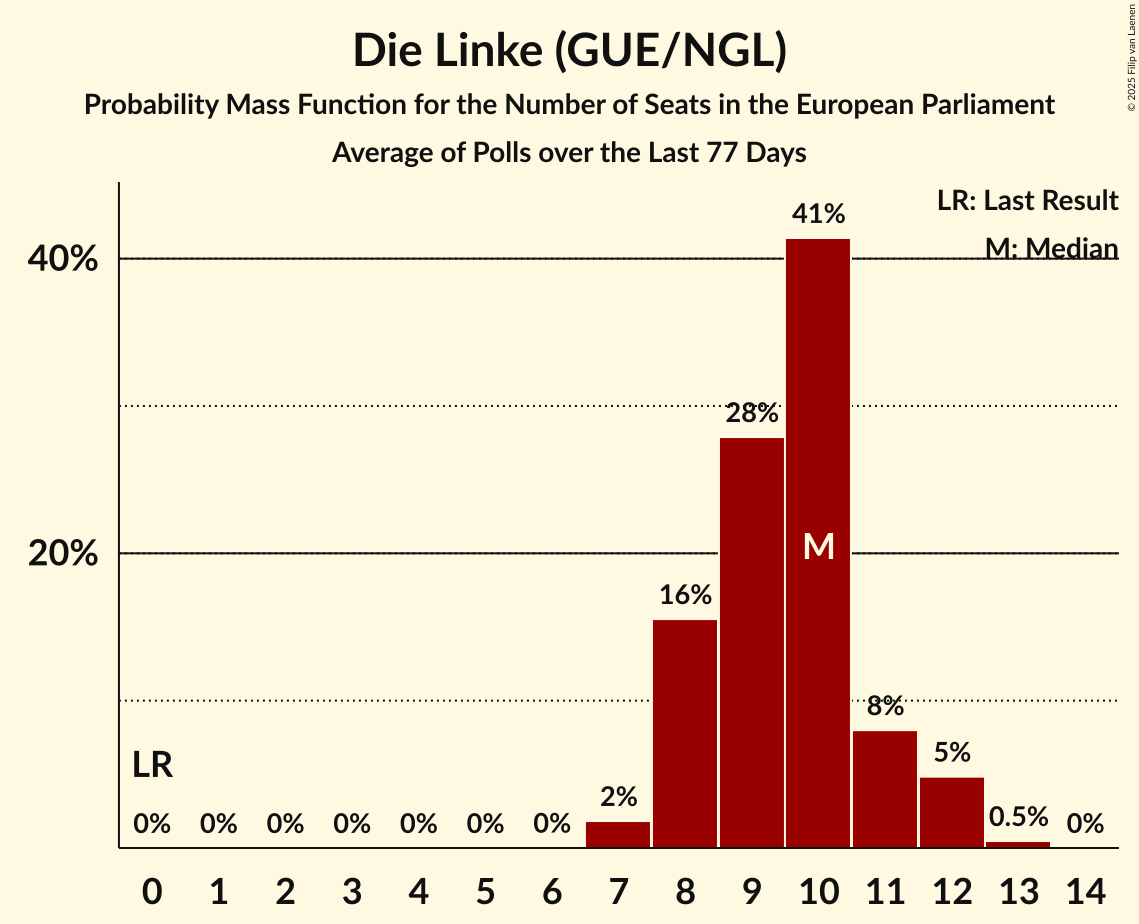 Die Linke (GUE/NGL)
Probability Mass Function for the Number of Seats in the European Parliament
Average of Polls over the Last 77 Days
© 2025 Filip van Laenen
LR: Last Result
M: Median
41%
40%
28%
M
20%
16%
8%
LR
5%
2%
0% 0% 0% 0% 0% 0% 0% 0.5% 0%
0 1 2 3 4 5 6 7 8 9 10 11 12 13 14